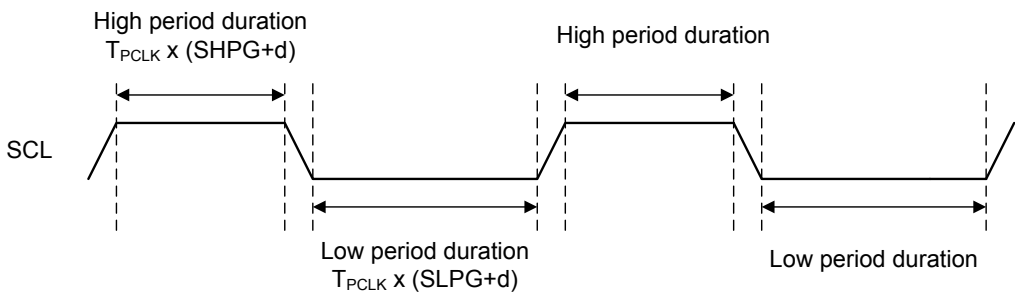 High period duration
TPCLK x (SHPG+d)
High period duration
SCL
Low period duration
TPCLK x (SLPG+d)
Low period duration